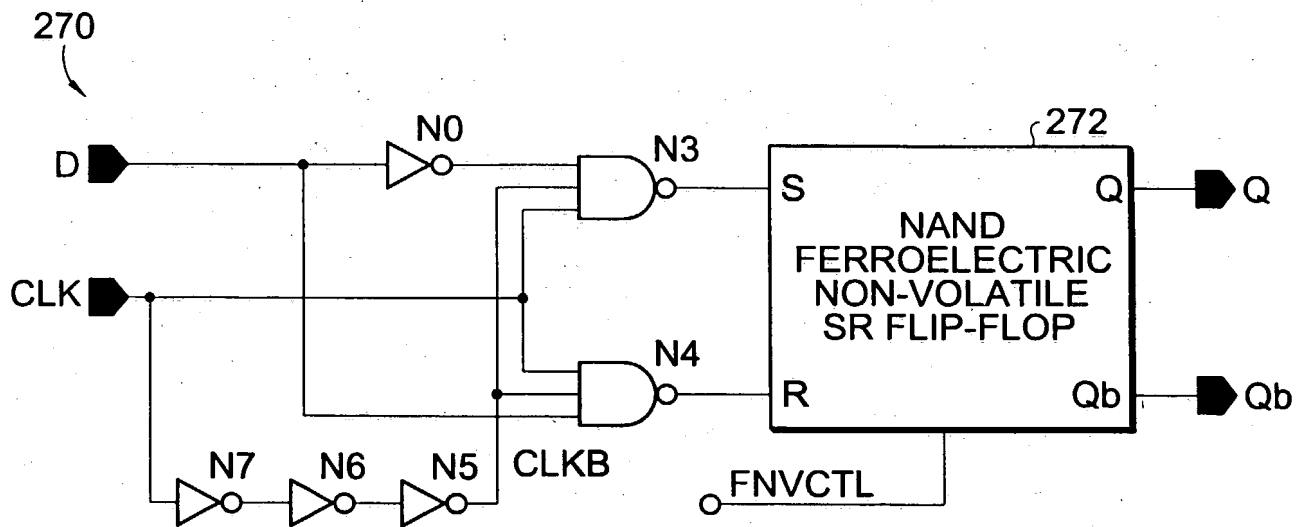 270
272
N0
N3
D
S
Q
Q
NAND
FERROELECTRIC
NON-VOLATILE
SR FLIP-FLOP
CLK
N4
R
Qb
Qb
N7
N6
N5
CLKB
FNVCTL